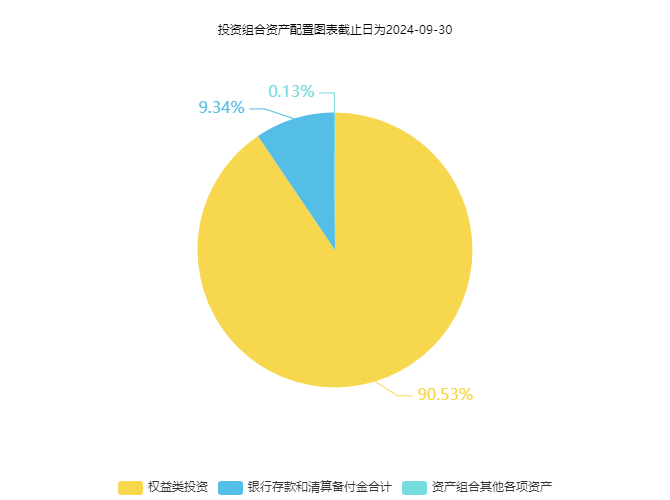 投资组合资产配置图表截止日为2024-09-30
0.13%
9.34%
90.53%
权益类投资
银行存款和清算备付金合计
资产组合其他各项资产